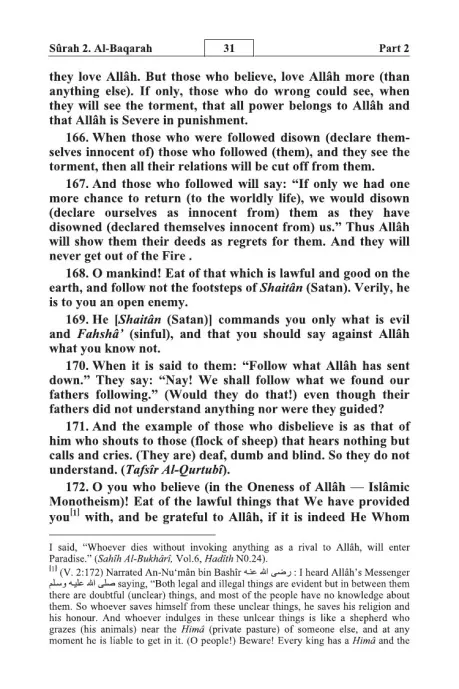 Sûrah 2. Al-Baqarah 31 Part 2
they love Allâh. But those who believe, love Allâh more (than
anything else). If only, those who do wrong could see, when
they will see the torment, that all power belongs to Allâh and
that Allâh is Severe in punishment.
166. When those who were followed disown (declare them-
selves innocent of) those who followed (them), and they see the
torment, then all their relations will be cut off from them.
167. And those who followed will say: “If only we had one
more chance to return (to the worldly life), we would disown
(declare ourselves as innocent from) them as they have
disowned (declared themselves innocent from) us.” Thus Allâh
will show them their deeds as regrets for them. And they will
never get out of the Fire .
168. O mankind! Eat of that which is lawful and good on the
earth, and follow not the footsteps of Shaitân (Satan). Verily, he
is to you an open enemy.
169. He [Shaitân (Satan)] commands you only what is evil
and Fahshâ’ (sinful), and that you should say against Allâh
what you know not.
170. When it is said to them: “Follow what Allâh has sent
down.” They say: “Nay! We shall follow what we found our
fathers following.” (Would they do that!) even though their
fathers did not understand anything nor were they guided?
171. And the example of those who disbelieve is as that of
him who shouts to those (flock of sheep) that hears nothing but
calls and cries. (They are) deaf, dumb and blind. So they do not
understand. (Tafsîr Al-Qurtubî).
172. O you who believe (in the Oneness of Allâh — Islâmic
Monotheism)! Eat of the lawful things that We have provided
you[1] with, and be grateful to Allâh, if it is indeed He Whom
I said, “Whoever dies without invoking anything as a rival to Allâh, will enter
Paradise.” (Sahîh Al-Bukhârî, Vol.6, Hadîth N0.24).
[1] (V. 2:172) Narrated An-Nu‘mân bin Bashîr رضى الله عنه : I heard Allâh’s Messenger
صلى الله عليه وسلم saying, “Both legal and illegal things are evident but in between them
there are doubtful (unclear) things, and most of the people have no knowledge about
them. So whoever saves himself from these unclear things, he saves his religion and
his honour. And whoever indulges in these unlcear things is like a shepherd who
grazes (his animals) near the Himâ (private pasture) of someone else, and at any
moment he is liable to get in it. (O people!) Beware! Every king has a Himâ and the